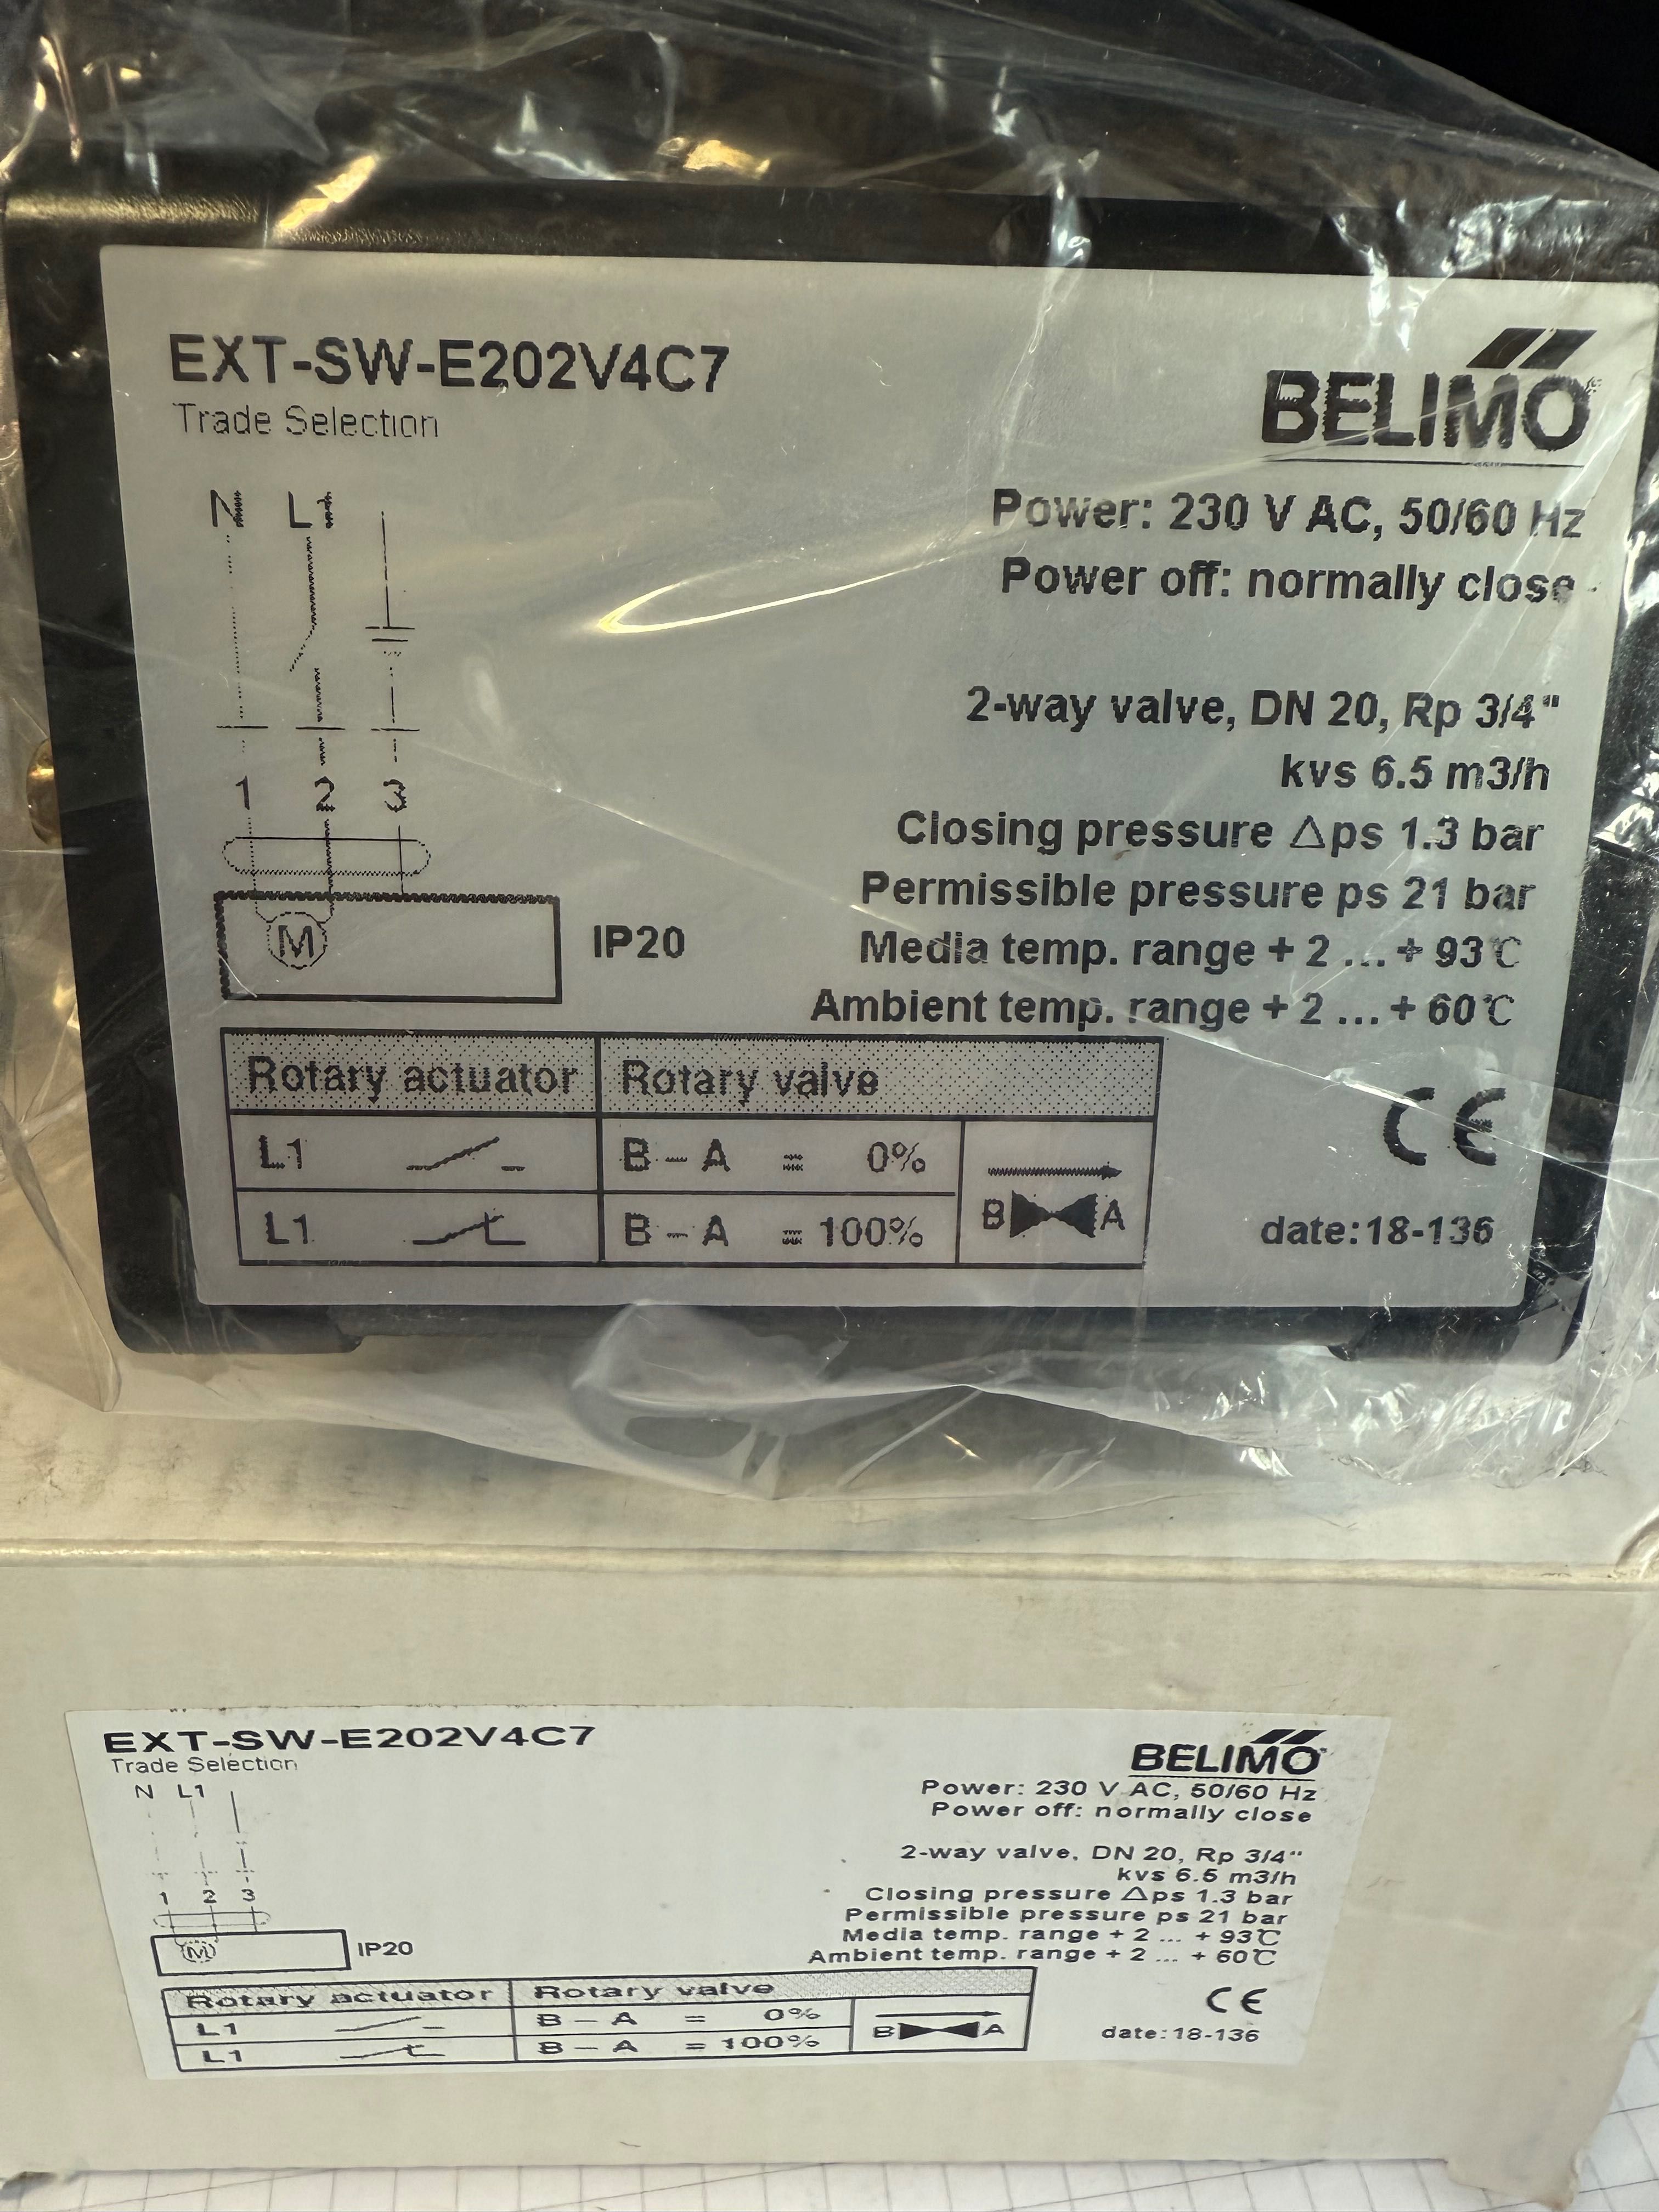 EXT-SW-E202V4C7
Trade Selection
BELIMO
N L1
Power: 230 V AC, 50/60 Hz
Power off: normally close
2-way valve, DN 20, Rp 3/4"
kvs 6.5 m3/h
1 2 3
Closing pressure Δps 1.3 bar
Permissible pressure ps 21 bar
M
IP20
Media temp. range + 2 ... + 93℃
Ambient temp. range + 2 ... + 60℃
Rotary actuator Rotary valve
L1 B – A = 0%
L1 B – A = 100%
B A
CE
date:18-136
EXT-SW-E202V4C7
Trade Selection
BELIMO
N L1
Power: 230 V AC, 50/60 Hz
Power off: normally close
2-way valve, DN 20, Rp 3/4"
kvs 6.5 m3/h
1 2 3
Closing pressure Δps 1.3 bar
Permissible pressure ps 21 bar
M
IP20
Media temp. range + 2 ... + 93℃
Ambient temp. range + 2 ... + 60℃
Rotary actuator Rotary valve
L1 B – A = 0%
L1 B – A = 100%
B A
CE
date:18-136